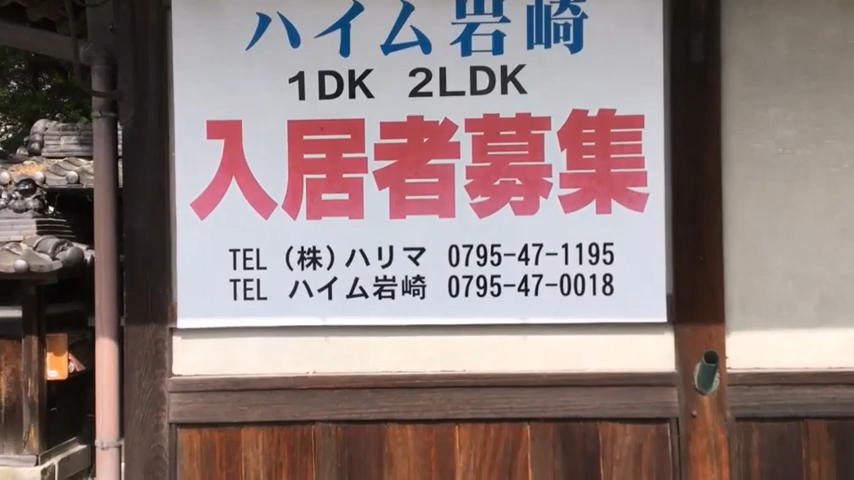 ハイム岩崎
1DK 2LDK
入居者募集
TEL (株)ハリマ 0795-47-1195
TEL ハイム岩崎 0795-47-0018